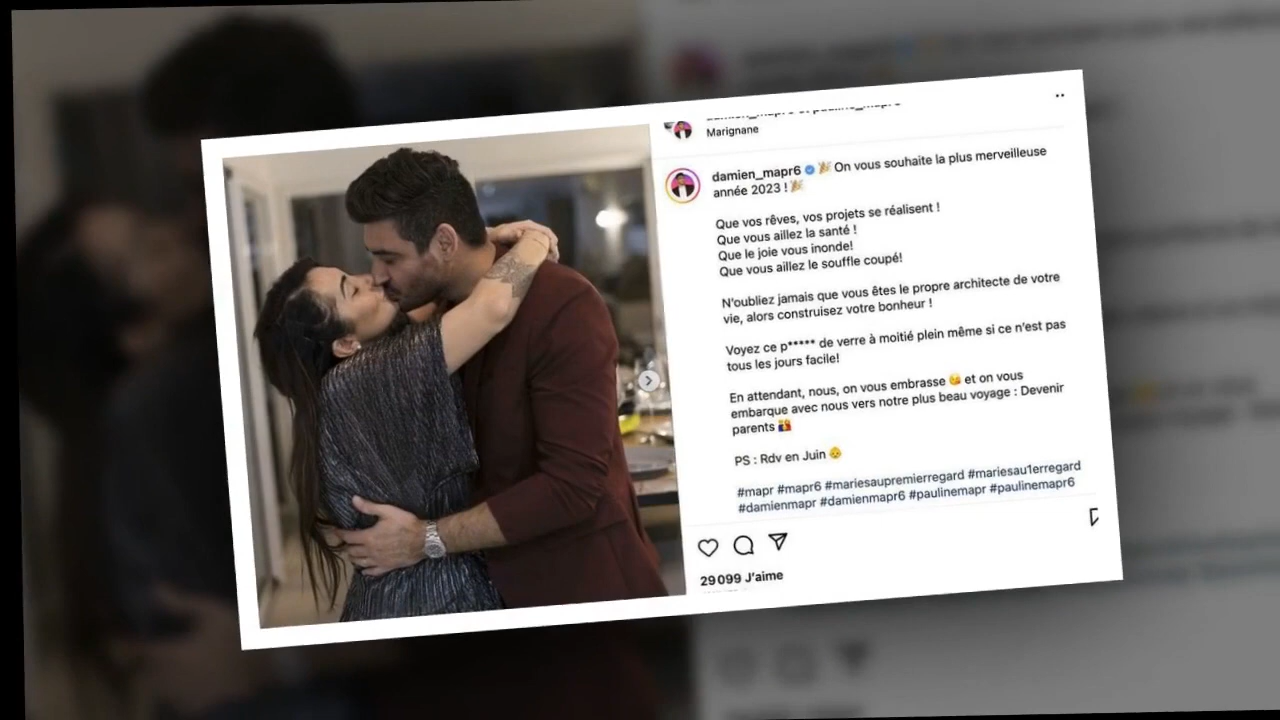 Marignane
damien_mapr6 🎉 On vous souhaite la plus merveilleuse
année 2023 ! 🎉
Que vos rêves, vos projets se réalisent !
Que vous aillez la santé !
Que le joie vous inonde!
Que vous aillez le souffle coupé!
N'oubliez jamais que vous êtes le propre architecte de votre
vie, alors construisez votre bonheur !
Voyez ce p***** de verre à moitié plein même si ce n'est pas
tous les jours facile!
En attendant, nous, on vous embrasse 😘 et on vous
embarque avec nous vers notre plus beau voyage : Devenir
parents
PS : Rdv en Juin 👶
#mapr #mapr6 #mariesaupremierregard #mariesau1erregard
#damienmapr #damienmapr6 #paulinemapr #paulinemapr6
29 099 J'aime